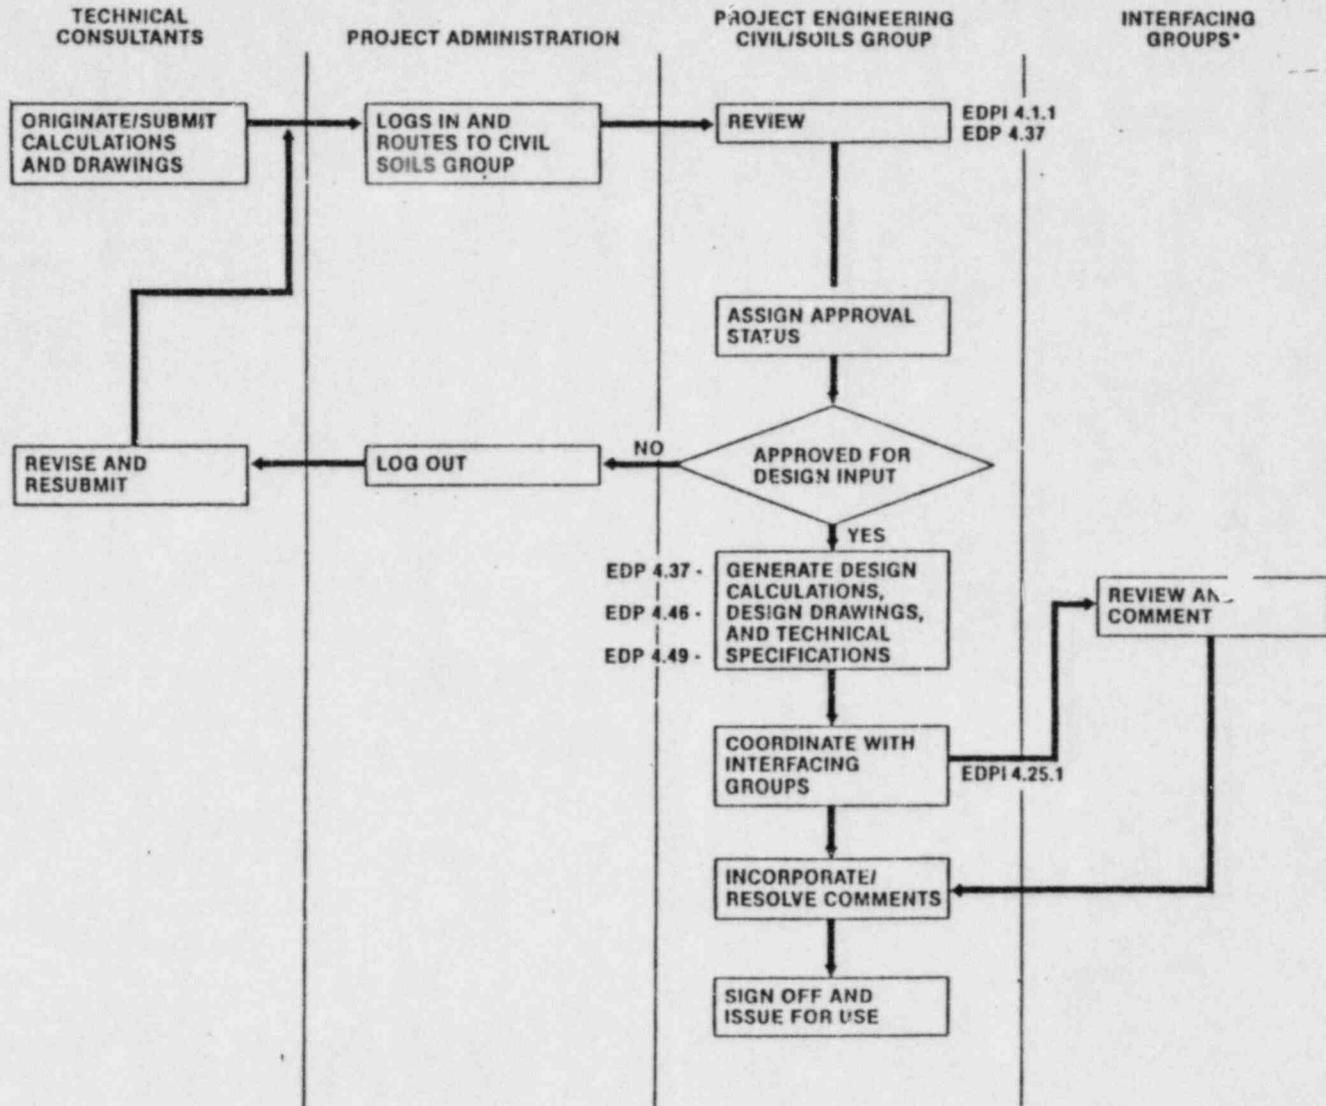 TECHNICAL
CONSULTANTS
PROJECT ADMINISTRATION
PROJECT ENGINEERING
CIVIL/SOILS GROUP
INTERFACING
GROUPS*
ORIGINATE/SUBMIT
CALCULATIONS
AND DRAWINGS
LOGS IN AND
ROUTES TO CIVIL
SOILS GROUP
REVIEW
EDPI 4.1.1
EDP 4.37
ASSIGN APPROVAL
STATUS
REVISE AND
RESUBMIT
LOG OUT
NO
APPROVED FOR
DESIGN INPUT
YES
EDP 4.37 -
EDP 4.46 -
EDP 4.49 -
GENERATE DESIGN
CALCULATIONS,
DESIGN DRAWINGS,
AND TECHNICAL
SPECIFICATIONS
REVIEW AND
COMMENT
COORDINATE WITH
INTERFACING
GROUPS
EDPI 4.25.1
INCORPORATE/
RESOLVE COMMENTS
SIGN OFF AND
ISSUE FOR USE